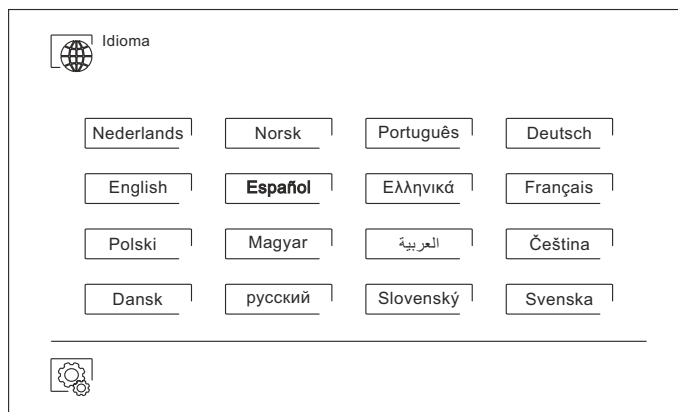 Idioma
Nederlands Norsk Português Deutsch
English Español Ελληνικά Français
Polski Magyar العربية Čeština
Dansk русский Slovenský Svenska